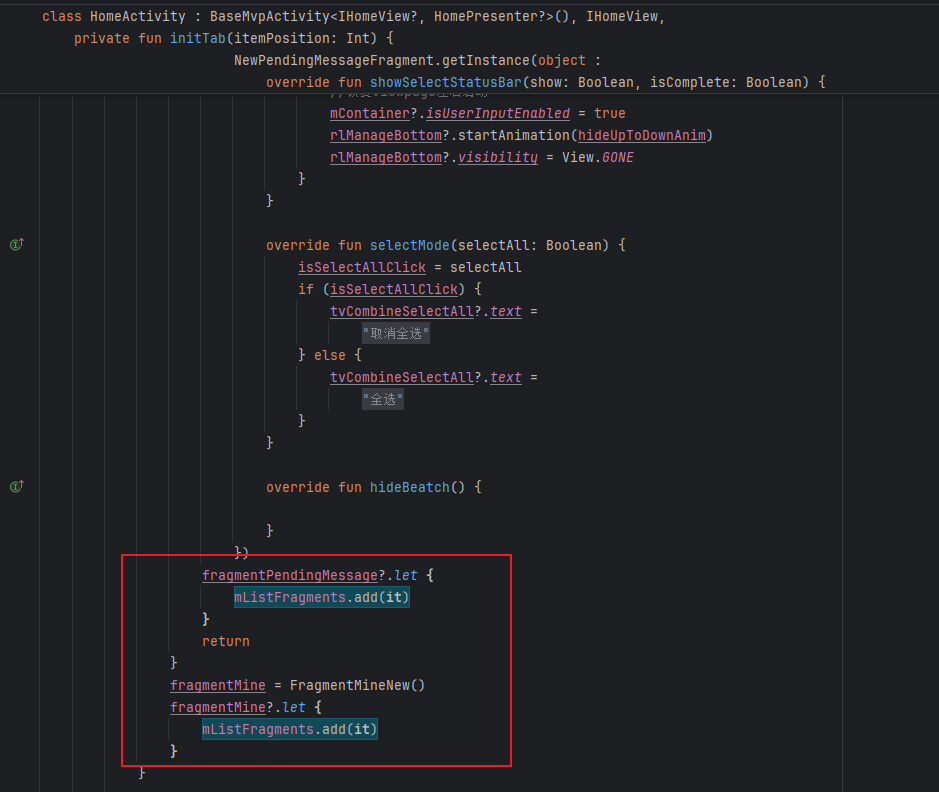 class HomeActivity : BaseMvpActivity<IHomeView?, HomePresenter?>(), IHomeView,
private fun initTab(itemPosition: Int) {
NewPendingMessageFragment.getInstance(object :
override fun showSelectStatusBar(show: Boolean, isComplete: Boolean) {
mContainer?.isUserInputEnabled = true
rlManageBottom?.startAnimation(hideUpToDownAnim)
rlManageBottom?.visibility = View.GONE
}
}
override fun selectMode(selectAll: Boolean) {
isSelectAllClick = selectAll
if (isSelectAllClick) {
tvCombineSelectAll?.text =
"取消全选"
} else {
tvCombineSelectAll?.text =
"全选"
}
}
override fun hideBeatch() {
}
})
fragmentPendingMessage?.let {
mListFragments.add(it)
}
return
}
fragmentMine = FragmentMineNew()
fragmentMine?.let {
mListFragments.add(it)
}
}